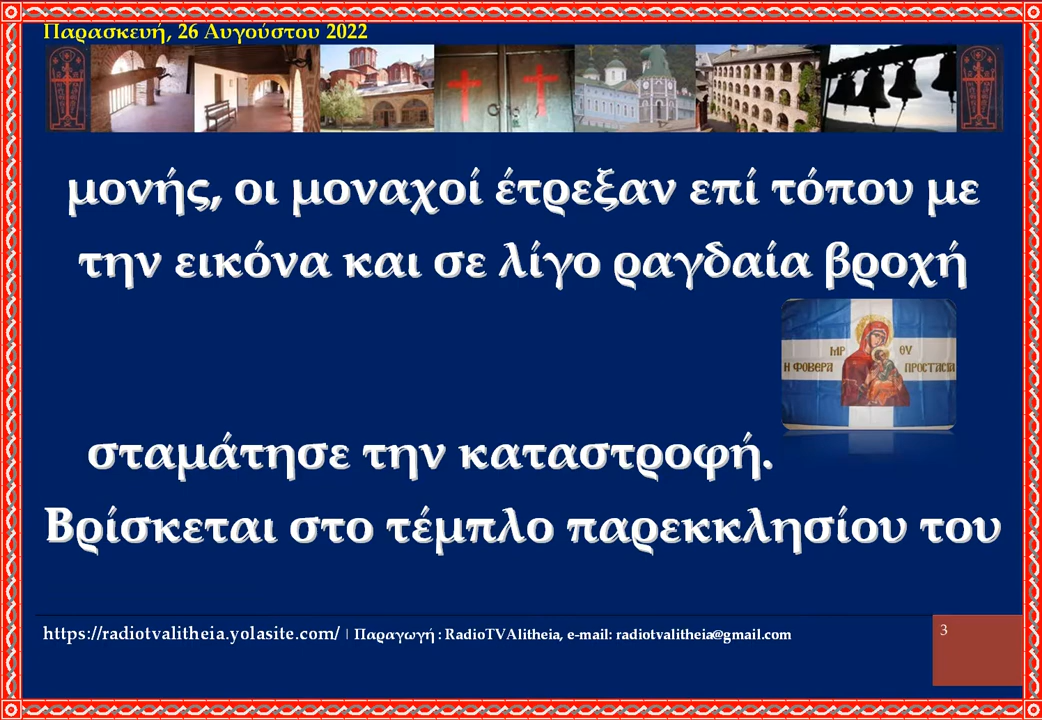 Παρασκευή, 26 Αυγούστου 2022
μονής, οι μοναχοί έτρεξαν επί τόπου με
την εικόνα και σε λίγο ραγδαία βροχή
ΜΡ ΘΥ
Η ΦΟΒΕΡΑ ΠΡΟΣΤΑΣΙΑ
σταμάτησε την καταστροφή.
Βρίσκεται στο τέμπλο παρεκκλησίου του
https://radiotvalitheia.yolasite.com/ | Παραγωγή : RadioTVAlitheia, e-mail: radiotvalitheia@gmail.com
3